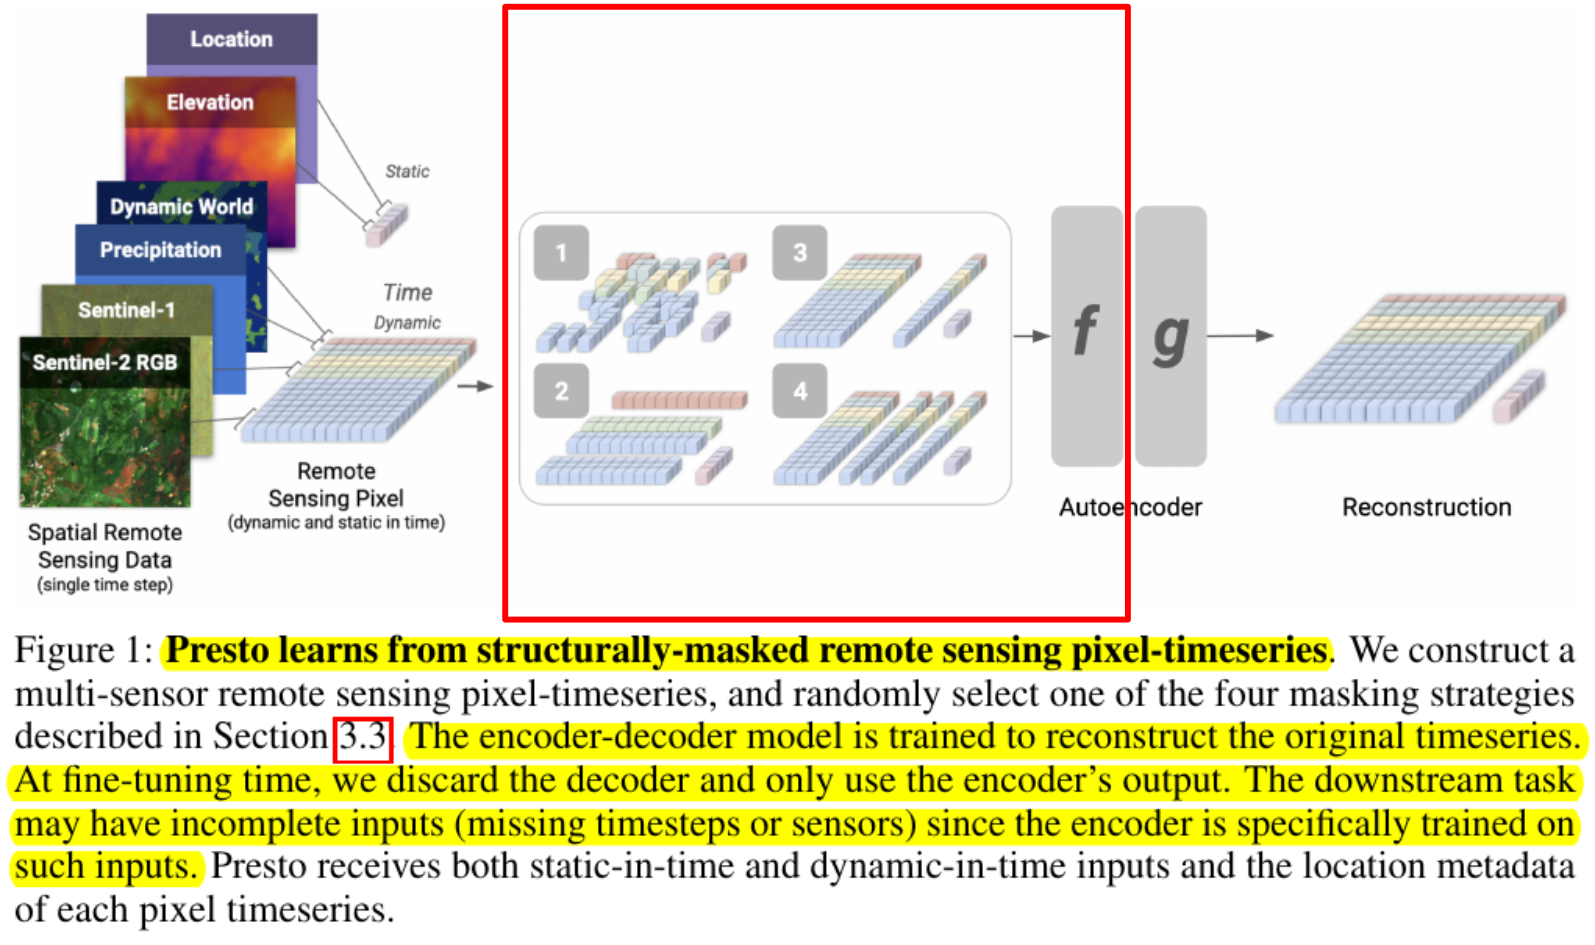 Location
Elevation
Dynamic World
Precipitation
Sentinel-1
Sentinel-2 RGB
Spatial Remote
Sensing Data
(single time step)
Static
Time
Dynamic
Remote
Sensing Pixel
(dynamic and static in time)
1
2
3
4
f
g
Autoencoder
Reconstruction
Figure 1: Presto learns from structurally-masked remote sensing pixel-timeseries. We construct a
multi-sensor remote sensing pixel-timeseries, and randomly select one of the four masking strategies
described in Section 3.3. The encoder-decoder model is trained to reconstruct the original timeseries.
At fine-tuning time, we discard the decoder and only use the encoder's output. The downstream task
may have incomplete inputs (missing timesteps or sensors) since the encoder is specifically trained on
such inputs. Presto receives both static-in-time and dynamic-in-time inputs and the location metadata
of each pixel timeseries.